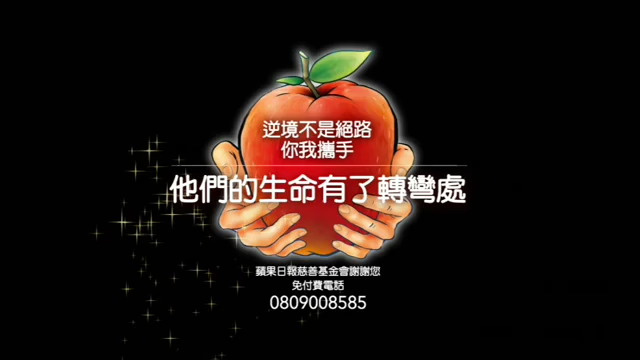 逆境不是絕路
你我攜手
他們的生命有了轉彎處
蘋果日報慈善基金會謝謝您
免付費電話
0809008585